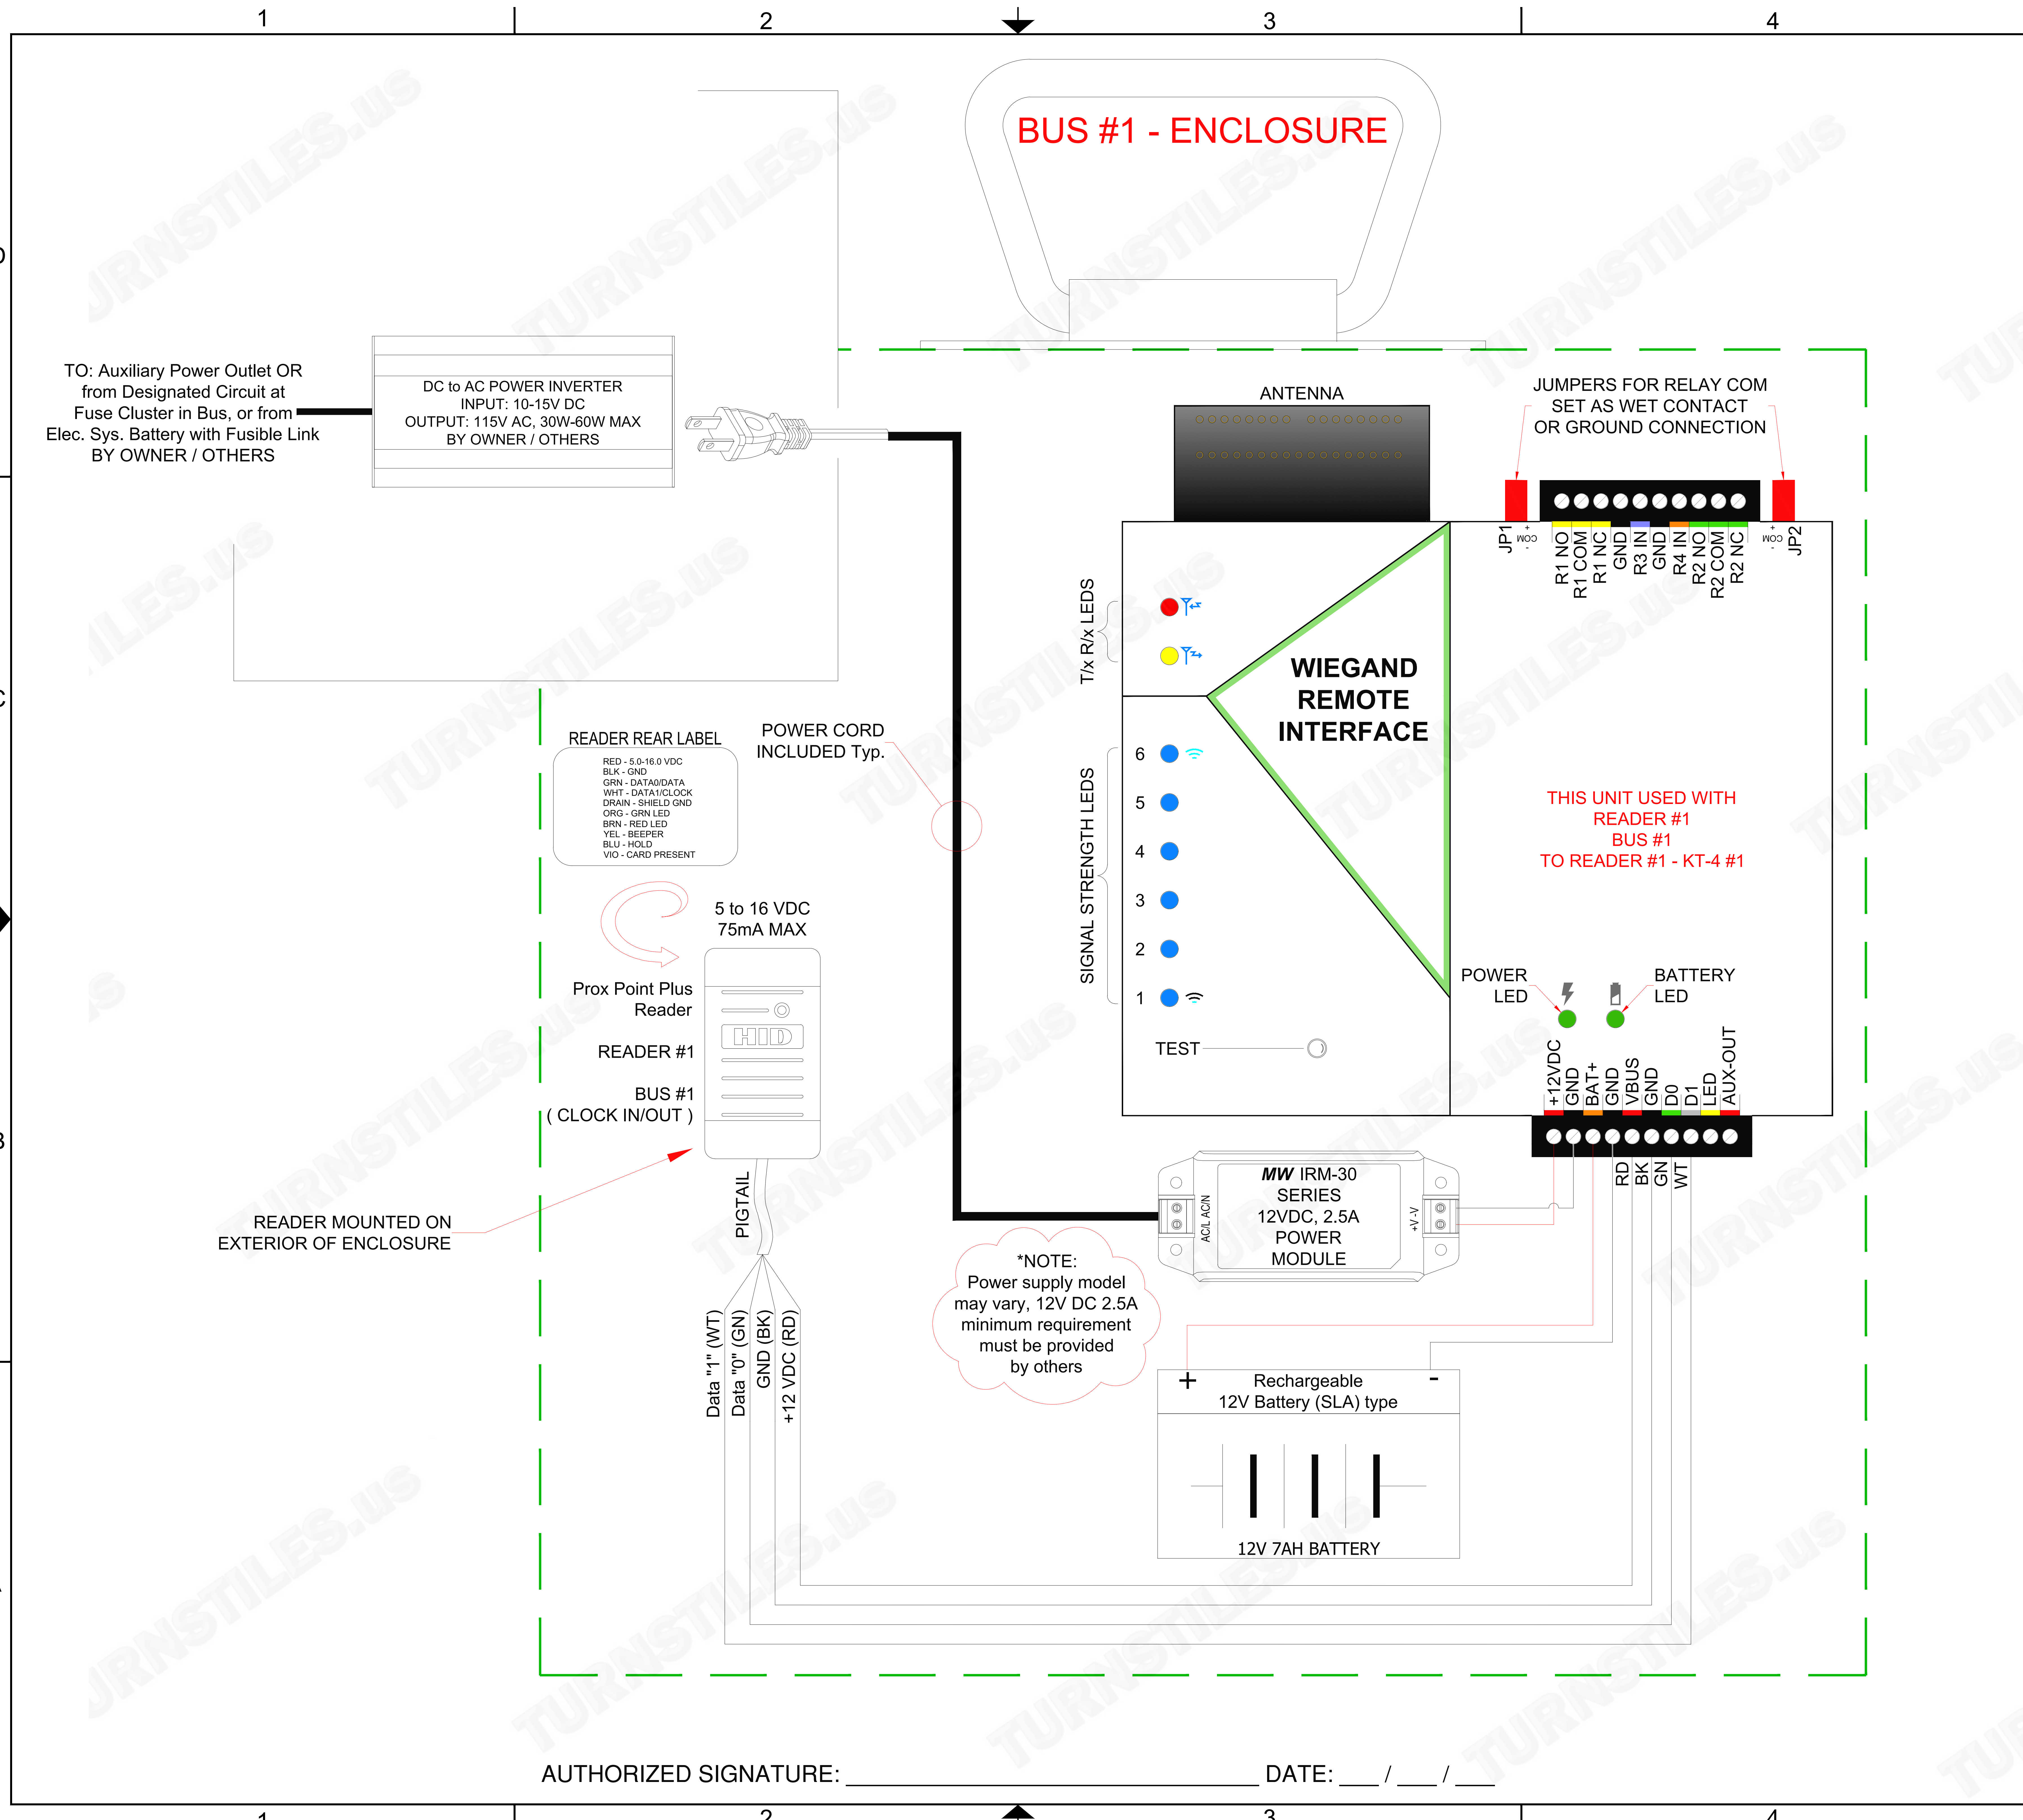 1
2
3
4
BUS #1 - ENCLOSURE
TO: Auxiliary Power Outlet OR
from Designated Circuit at
Fuse Cluster in Bus, or from
Elec. Sys. Battery with Fusible Link
BY OWNER / OTHERS
DC to AC POWER INVERTER
INPUT: 10-15V DC
OUTPUT: 115V AC, 30W-60W MAX
BY OWNER / OTHERS
ANTENNA
JUMPERS FOR RELAY COM
SET AS WET CONTACT
OR GROUND CONNECTION
JP1
+
COM
-
R1 NO
R1 COM
R1 NC
GND
R3 IN
GND
R4 IN
R2 NO
R2 COM
R2 NC
+
COM
-
JP2
T/x R/x LEDS
WIEGAND
REMOTE
INTERFACE
SIGNAL STRENGTH LEDS
6
5
4
3
2
1
TEST
THIS UNIT USED WITH
READER #1
BUS #1
TO READER #1 - KT-4 #1
POWER
LED
BATTERY
LED
+12VDC
GND
BAT+
GND
VBUS
GND
D0
D1
LED
AUX-OUT
RD
BK
GN
WT
POWER CORD
INCLUDED Typ.
READER REAR LABEL
RED - 5.0-16.0 VDC
BLK - GND
GRN - DATA0/DATA
WHT - DATA1/CLOCK
DRAIN - SHIELD GND
ORG - GRN LED
BRN - RED LED
YEL - BEEPER
BLU - HOLD
VIO - CARD PRESENT
5 to 16 VDC
75mA MAX
Prox Point Plus
Reader
READER #1
BUS #1
( CLOCK IN/OUT )
HID
READER MOUNTED ON
EXTERIOR OF ENCLOSURE
PIGTAIL
Data "1" (WT)
Data "0" (GN)
GND (BK)
+12 VDC (RD)
AC/L AC/N
MW IRM-30
SERIES
12VDC, 2.5A
POWER
MODULE
+V -V
*NOTE:
Power supply model
may vary, 12V DC 2.5A
minimum requirement
must be provided
by others
+
-
Rechargeable
12V Battery (SLA) type
12V 7AH BATTERY
AUTHORIZED SIGNATURE: ______ DATE: ___ / ___ / ___
1
2
3
4
TURNSTILES.us